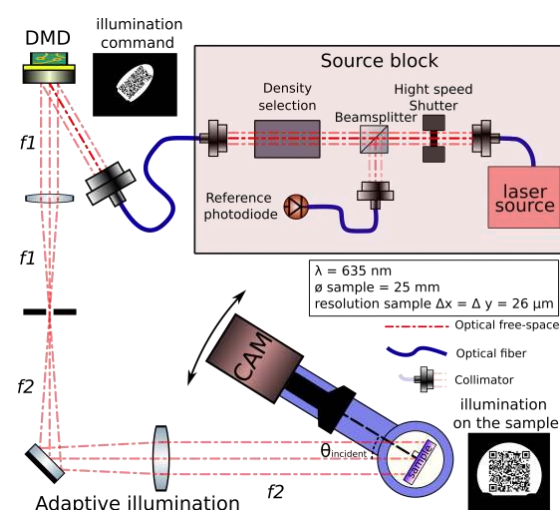 DMD
illumination
command
Source block
Density
selection
Beamsplitter
Hight speed
Shutter
laser
source
Reference
photodiode
f1
f1
f2
λ = 635 nm
ø sample = 25 mm
resolution sample Δx = Δ y = 26 μm
Optical free-space
Optical fiber
Collimator
CAM
illumination
on the sample
θincident
sample
f2
Adaptive illumination